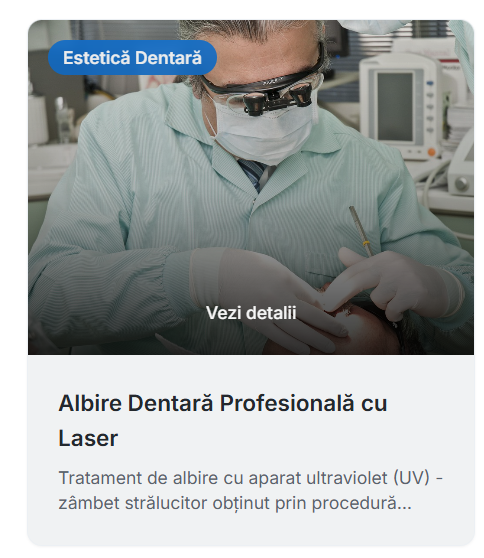 Estetică Dentară
Vezi detalii
Albire Dentară Profesională cu
Laser
Tratament de albire cu aparat ultraviolet (UV) -
zâmbet strălucitor obținut prin procedură...